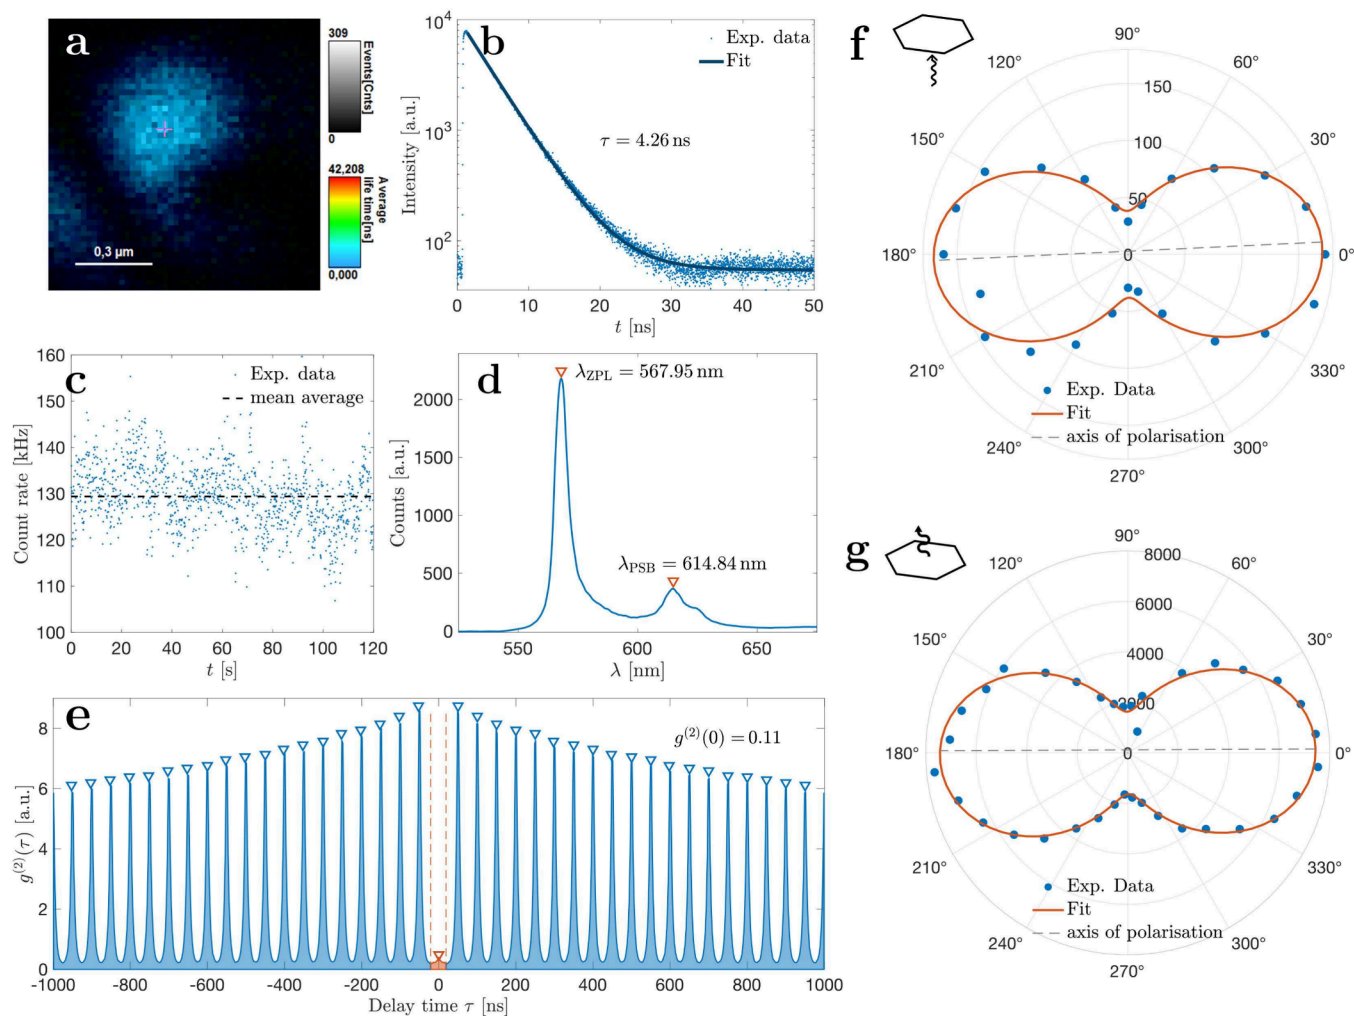 a
309
Events[Cnts]
0
42,208
Average
life time[ns]
0,000
0,3 µm
b
10⁴
10³
10²
Intensity [a.u.]
Exp. data
Fit
τ = 4.26 ns
0
10
20
30
40
50
t [ns]
c
160
150
140
130
120
110
100
Count rate [kHz]
Exp. data
mean average
0
20
40
60
80
100
120
t [s]
d
2000
1500
1000
500
0
Counts [a.u.]
λZPL = 567.95 nm
λPSB = 614.84 nm
550
600
650
λ [nm]
e
8
6
4
2
0
g⁽²⁾(τ) [a.u.]
g⁽²⁾(0) = 0.11
-1000
-800
-600
-400
-200
0
200
400
600
800
1000
Delay time τ [ns]
f
90°
120°
60°
150
150°
100
30°
50
180°
0
0°
210°
330°
Exp. Data
Fit
axis of polarisation
240°
300°
270°
g
90°
120°
8000
60°
6000
150°
4000
30°
2000
180°
0
0°
210°
330°
Exp. Data
Fit
axis of polarisation
240°
300°
270°